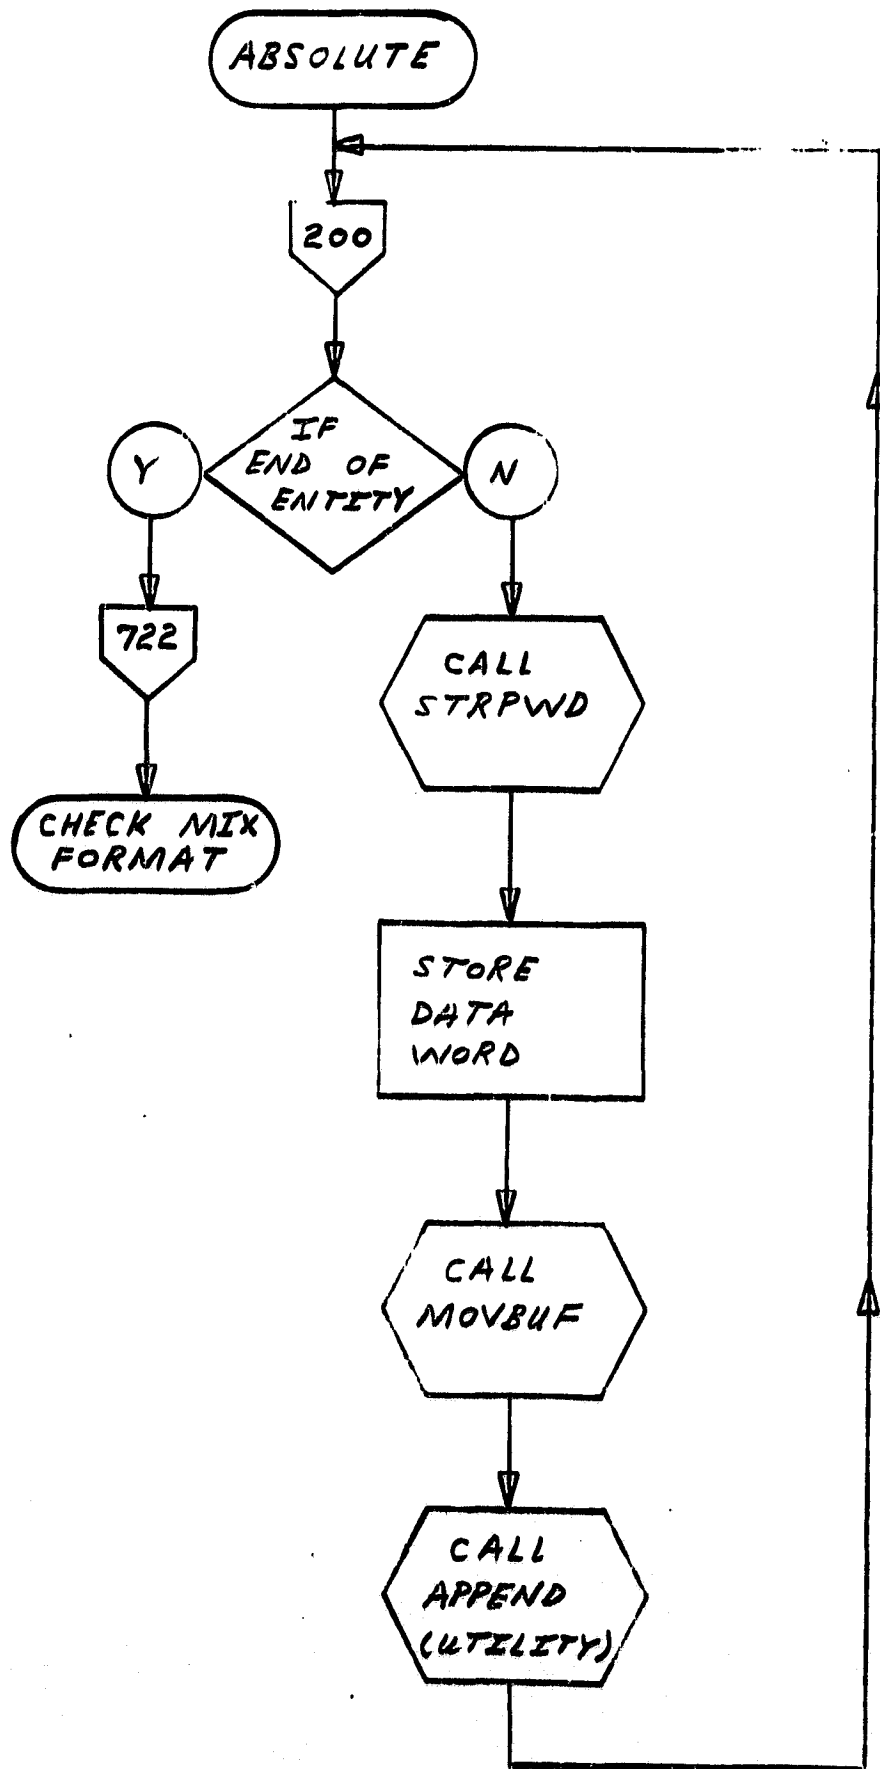 ABSOLUTE
200
IF
END OF
ENTITY
Y
N
722
CALL
STRPWD
CHECK MIX
FORMAT
STORE
DATA
WORD
CALL
MOVBUF
CALL
APPEND
(UTILITY)